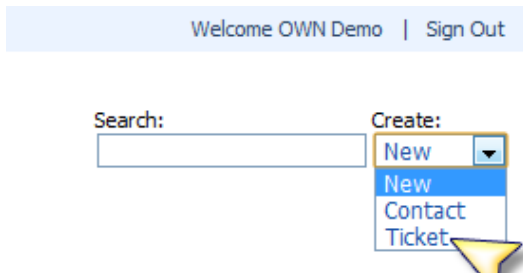 Welcome OWN Demo | Sign Out
Search: Create:
New
New
Contact
Ticket